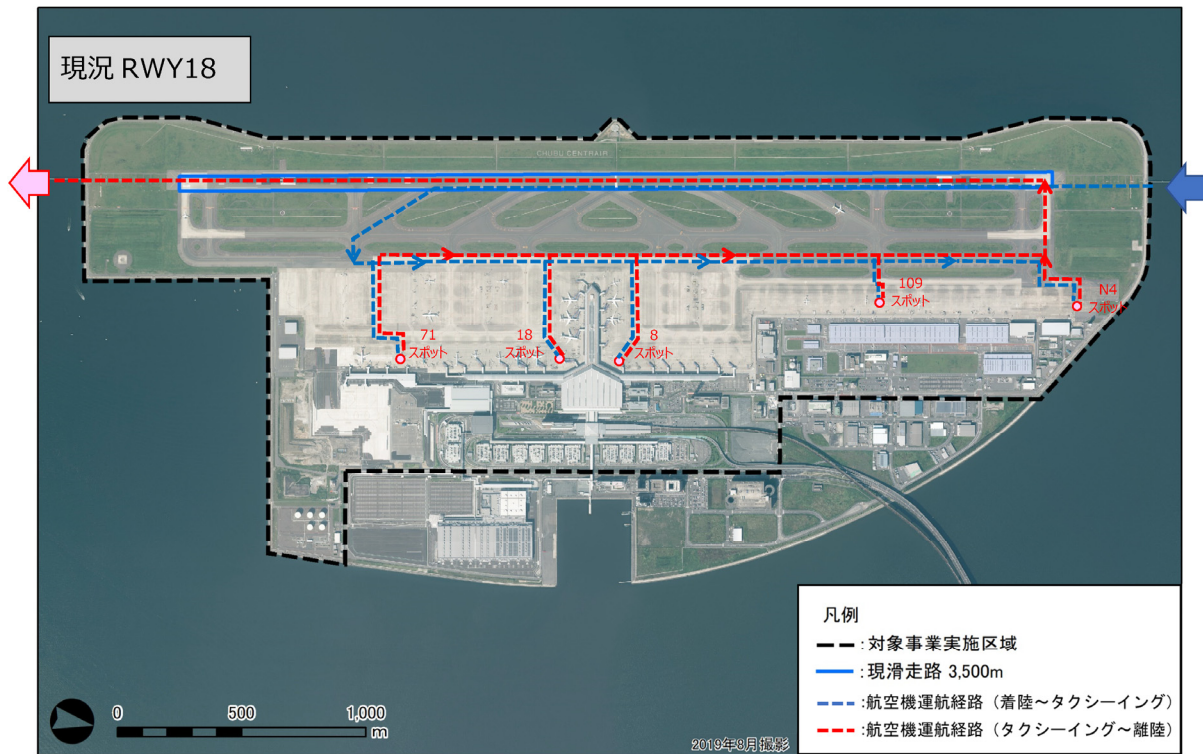 現況 RWY18
CHUBU CENTRAIR
109
スポット
N4
スポット
71
スポット
18
スポット
8
スポット
凡例
:対象事業実施区域
:現滑走路 3,500m
:航空機運航経路(着陸~タクシーイング)
:航空機運航経路(タクシーイング~離陸)
0 500 1,000
m
2019年8月撮影